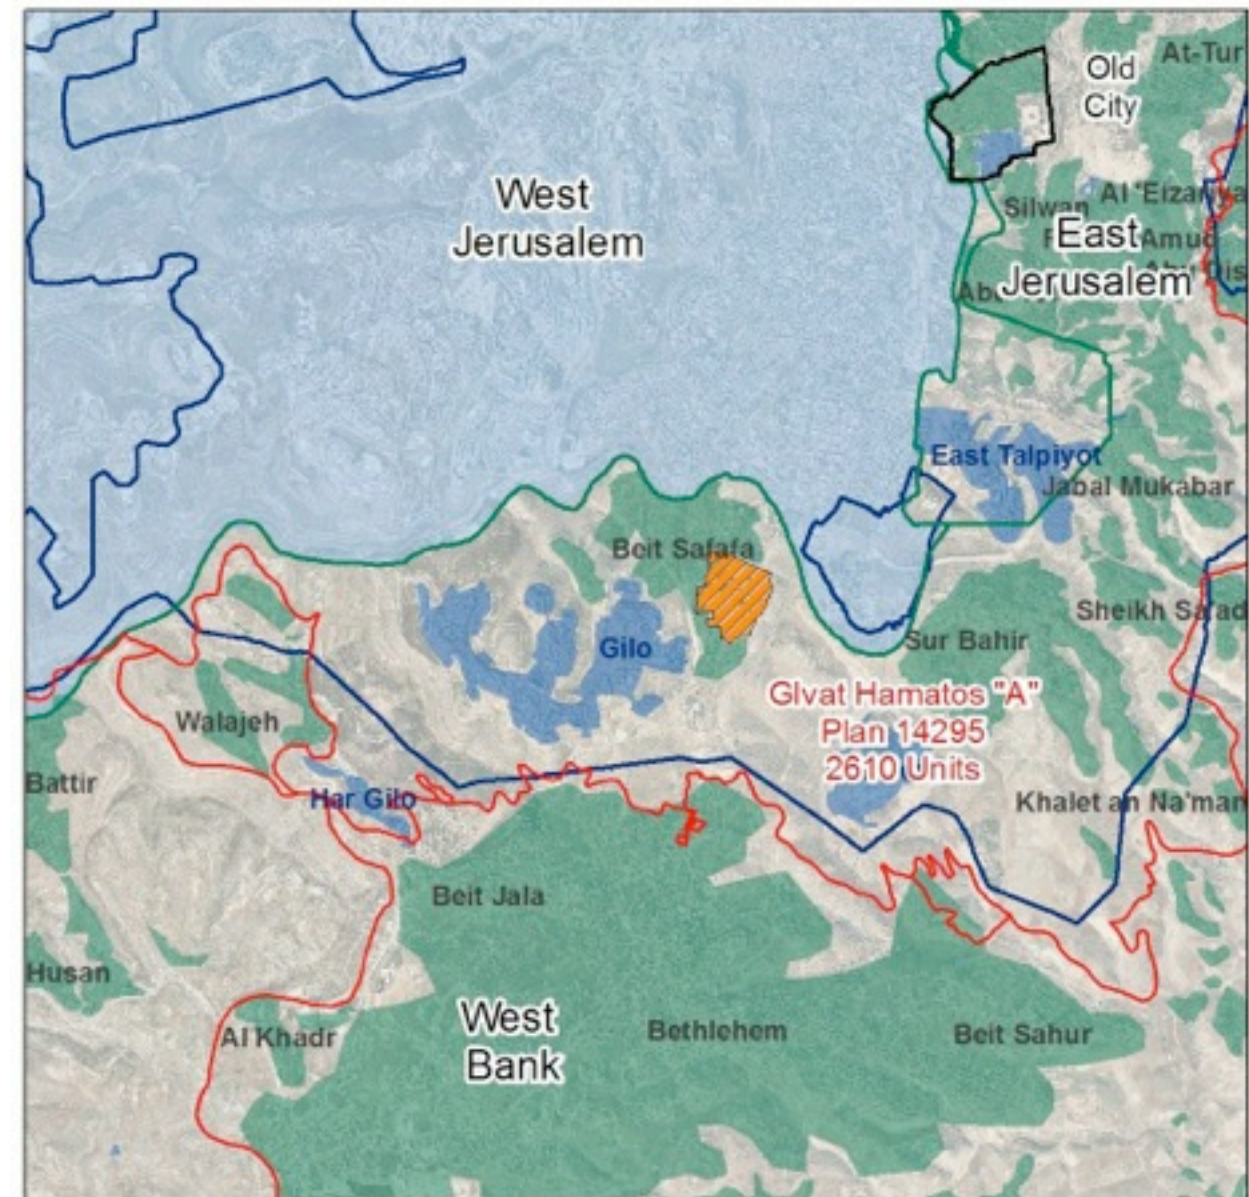 Old
City
At-Tur
West
Jerusalem
Silwan
Al 'Eizariya
East
Jerusalem
East Talpiyot
Jabal Mukabar
Beit Safafa
Sheikh Sa'ad
Gilo
Sur Bahir
GIvat Hamatos "A"
Plan 14295
2610 Units
Walajeh
Battir
Har Gilo
Khalet an Na'man
Beit Jala
Husan
West
Bank
Al Khadr
Bethlehem
Beit Sahur